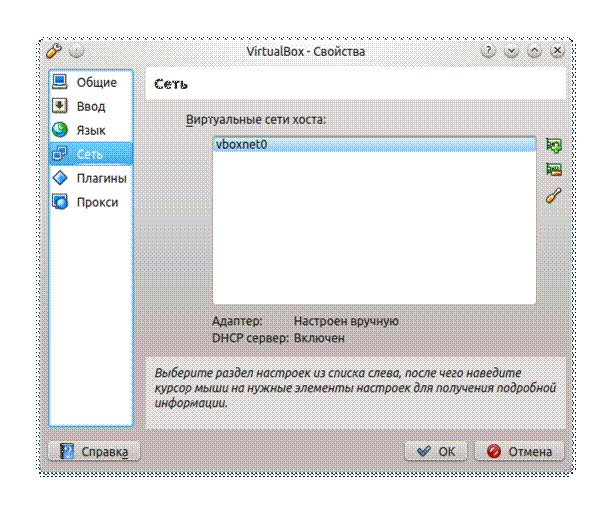 VirtualBox - Свойства
Общие
Ввод
Язык
Сеть
Плагины
Прокси
Сеть
Виртуальные сети хоста:
vboxnet0
Адаптер: Настроен вручную
DHCP сервер: Включен
Выберите раздел настроек из списка слева, после чего наведите
курсор мыши на нужные элементы настроек для получения подробной
информации.
Справка
OK
Отмена